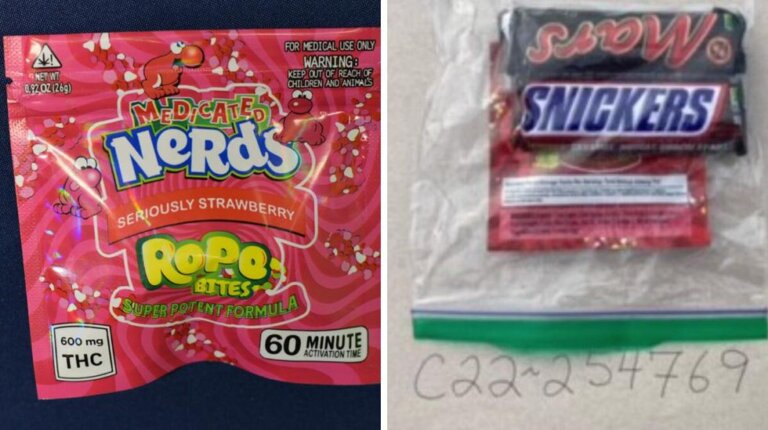 FOR MEDICAL USE ONLY
WARNING:
KEEP OUT OF REACH OF
CHILDREN AND ANIMALS
NET WT
0.92 OZ (26g)
MEDICATED
NeRdS
SERIOUSLY STRAWBERRY
RoPe
BITES
SUPER POTENT FORMULA
600 mg
THC
60 MINUTE
ACTIVATION TIME
Mars
SNICKERS
C22-254769